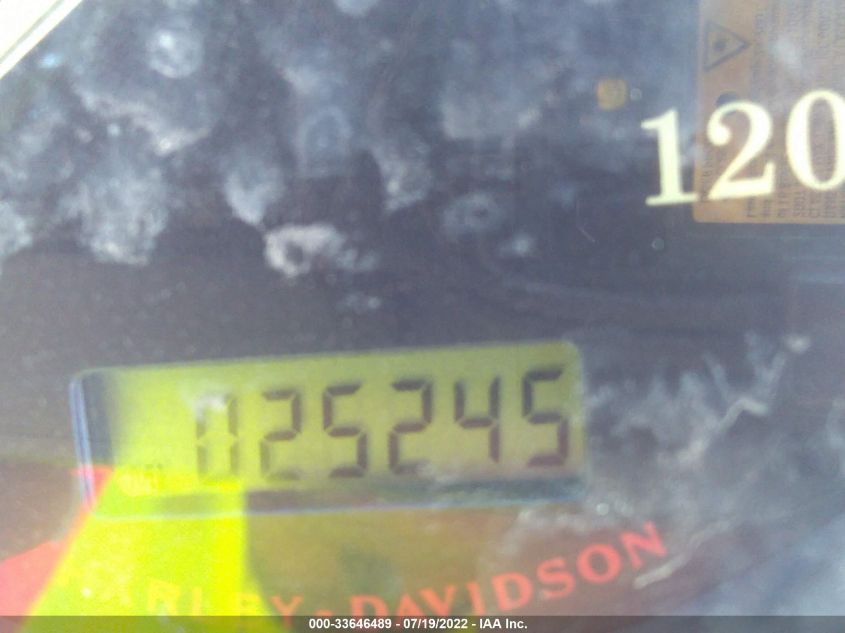 120
025245
HARLEY-DAVIDSON
000-33646489 - 07/19/2022 - IAA Inc.